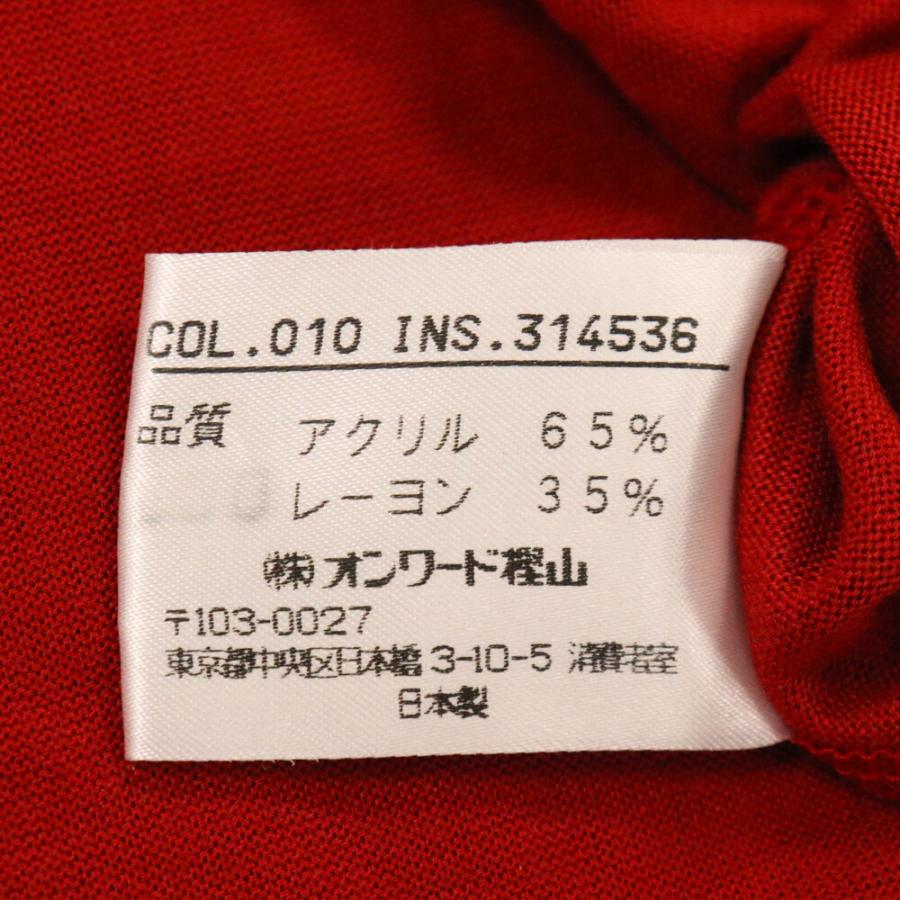 COL.010 INS.314536
品質 アクリル 65%
レーヨン 35%
㈱オンワード樫山
〒103-0027
東京都中央区日本橋3-10-5 消費者室
日本製